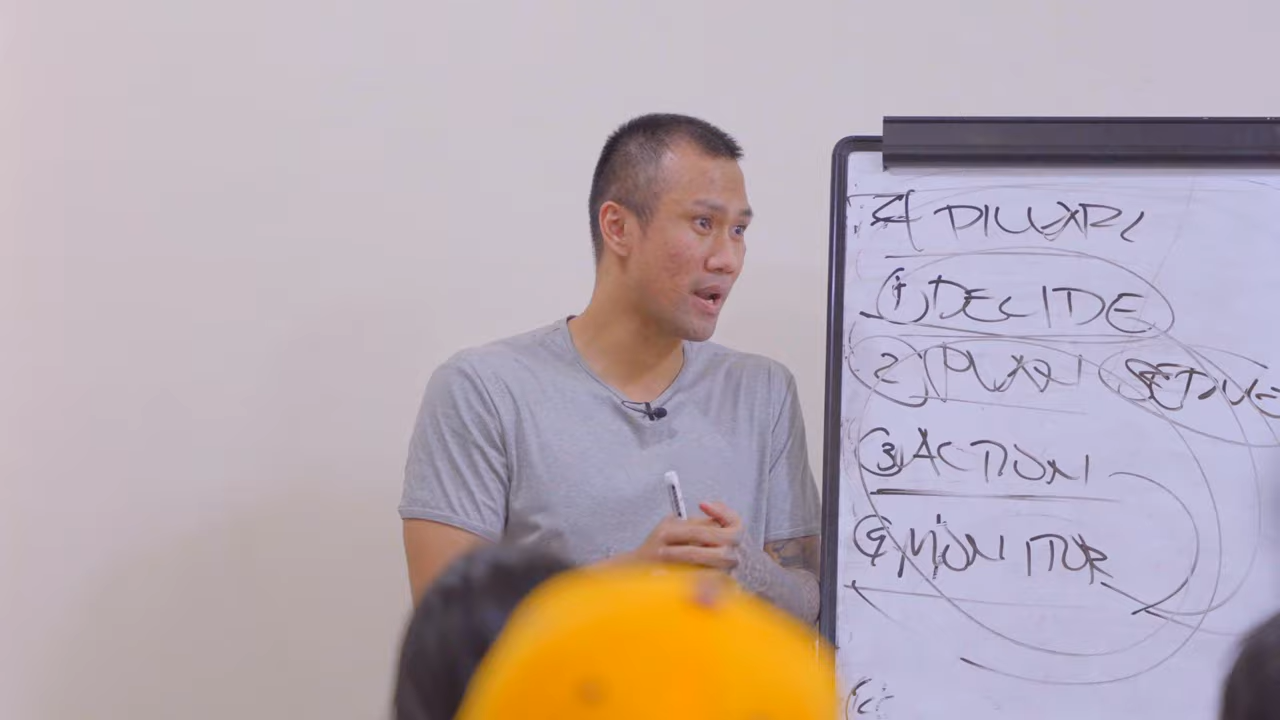 4 PILLARS
① DECIDE
② PLAN
③ ACTION
④ MONITOR